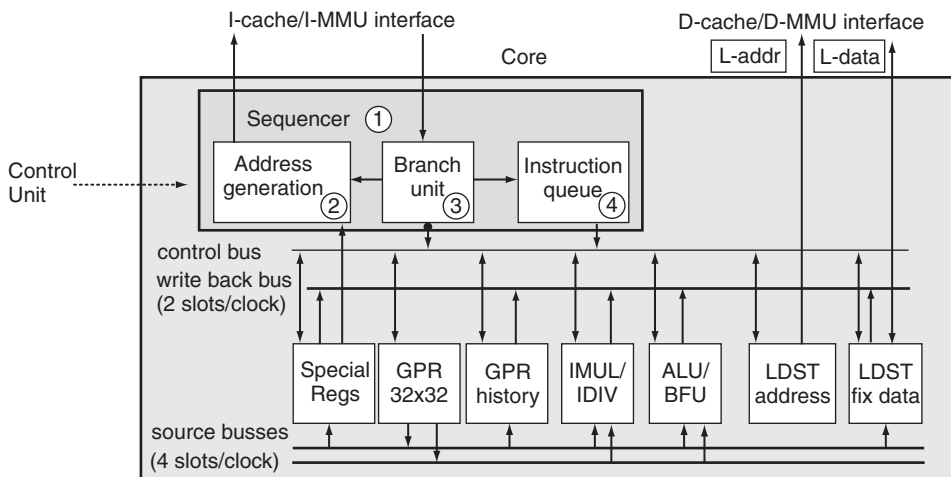 I-cache/I-MMU interface
D-cache/D-MMU interface
Core
L-addr
L-data
Sequencer 1
Control
Unit
Address
generation
2
Branch
unit
3
Instruction
queue
4
control bus
write back bus
(2 slots/clock)
Special
Regs
GPR
32x32
GPR
history
IMUL/
IDIV
ALU/
BFU
LDST
address
LDST
fix data
source busses
(4 slots/clock)